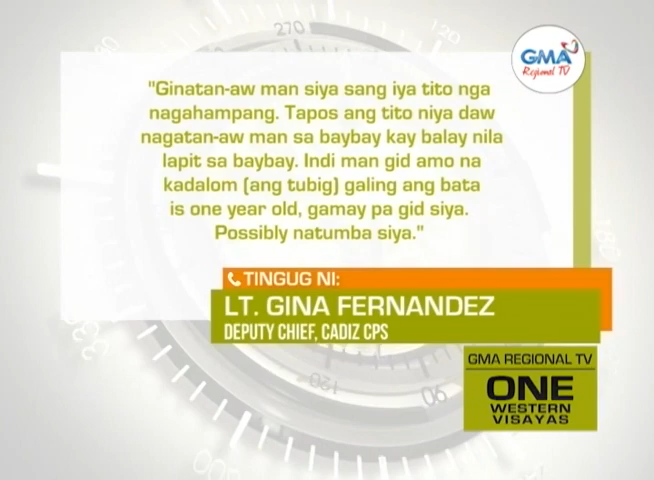 GMA
Regional TV
"Ginatan-aw man siya sang iya tito nga
nagahampang. Tapos ang tito niya daw
nagatan-aw man sa baybay kay balay nila
lapit sa baybay. Indi man gid amo na
kadalom (ang tubig) galing ang bata
is one year old, gamay pa gid siya.
Possibly natumba siya."
TINGUG NI:
LT. GINA FERNANDEZ
DEPUTY CHIEF, CADIZ CPS
GMA REGIONAL TV
ONE
WESTERN
VISAYAS
270